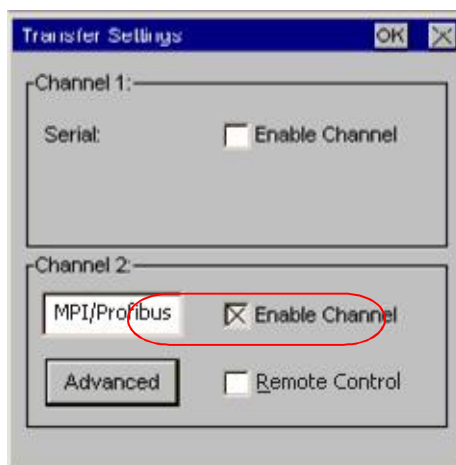 Transfer Settings OK
Channel 1:
Serial: Enable Channel
Channel 2:
MPI/Profibus Enable Channel
Advanced Remote Control